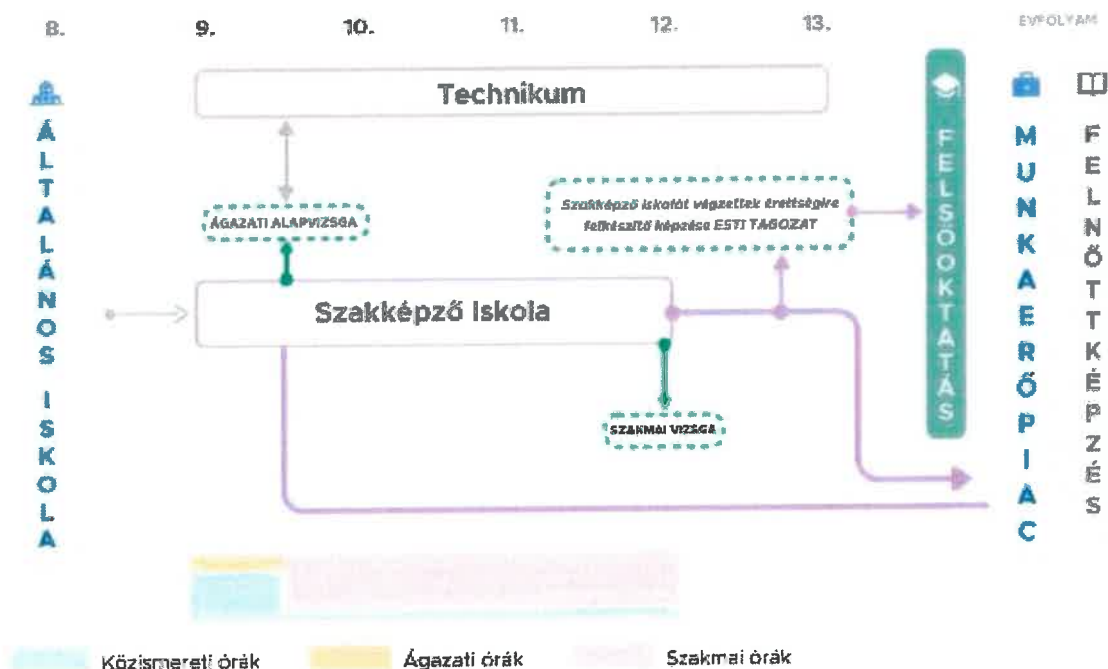 8. 9. 10. 11. 12. 13. ÉVFOLYAM
Technikum
ÁGAZATI ALAPVIZSGA
Szakképző iskolát végzettek érettségire
felkészítő képzése ESTI TAGOZAT
Szakképző Iskola
SZAKMAI VIZSGA
ÁLTALÁNOS ISKOLA
FELSŐOKTATÁS
MUNKAERŐPIAC
FELNŐTTKÉPZÉS
Közismereti órák Ágazati órák Szakmai órák